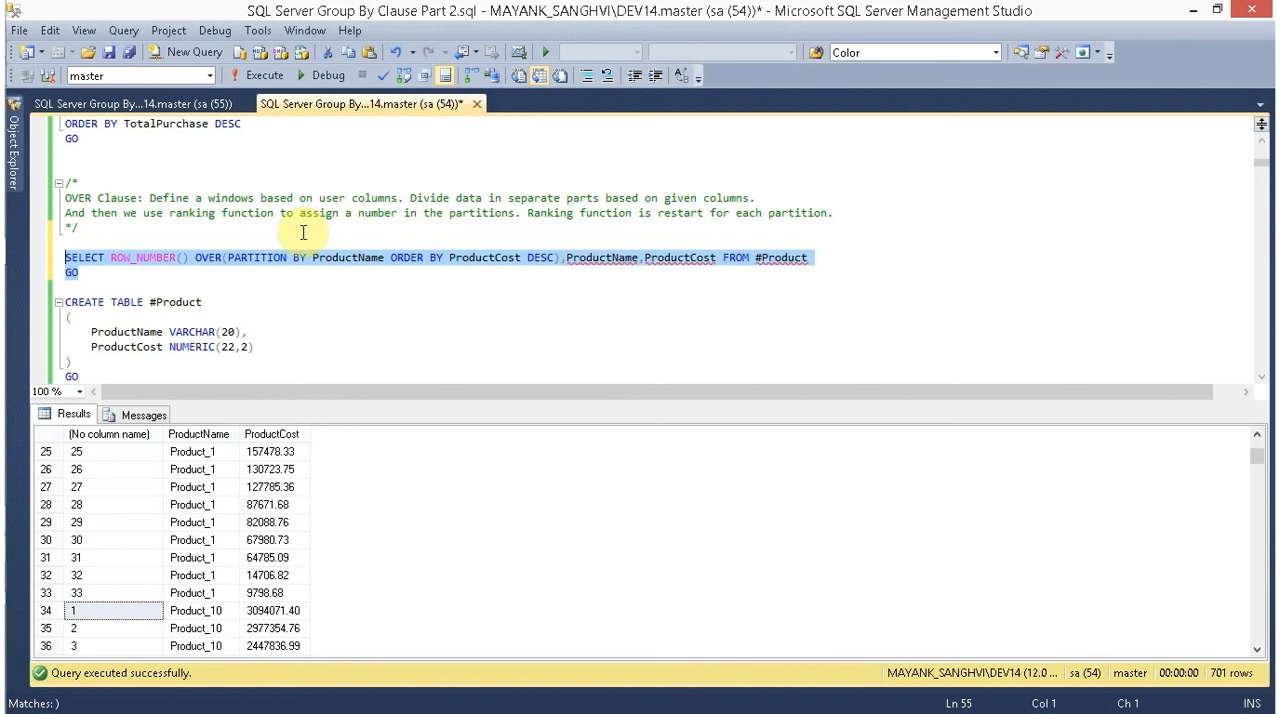 SQL Server Group By Clause Part 2.sql - MAYANK_SANGHVI\DEV14.master (sa (54))* - Microsoft SQL Server Management Studio
File Edit View Query Project Debug Tools Window Help
New Query Color
master Execute Debug
SQL Server Group By...14.master (sa (55)) SQL Server Group By...14.master (sa (54))*
Object Explorer
ORDER BY TotalPurchase DESC
GO
/*
OVER Clause: Define a windows based on user columns. Divide data in separate parts based on given columns.
And then we use ranking function to assign a number in the partitions. Ranking function is restart for each partition.
*/
SELECT ROW_NUMBER() OVER(PARTITION BY ProductName ORDER BY ProductCost DESC),ProductName,ProductCost FROM #Product
GO
CREATE TABLE #Product
(
ProductName VARCHAR(20),
ProductCost NUMERIC(22,2)
)
GO
100 %
Results Messages
(No column name) ProductName ProductCost
25 25 Product_1 157478.33
26 26 Product_1 130723.75
27 27 Product_1 127785.36
28 28 Product_1 87671.68
29 29 Product_1 82088.76
30 30 Product_1 67980.73
31 31 Product_1 64785.09
32 32 Product_1 14706.82
33 33 Product_1 9798.68
34 1 Product_10 3094071.40
35 2 Product_10 2977354.76
36 3 Product_10 2447836.99
Query executed successfully. MAYANK_SANGHVI\DEV14 (12.0 ... sa (54) master 00:00:00 701 rows
Matches: ) Ln 55 Col 1 Ch 1 INS